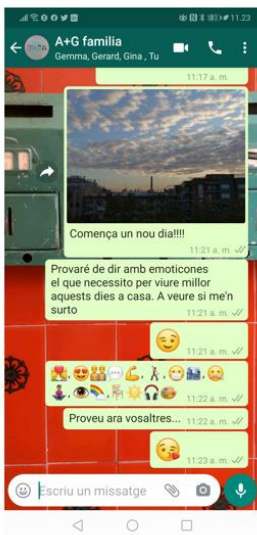 11.23
A+G familia
Gemma, Gerard, Gina , Tu
11:17 a. m.
Comença un nou dia!!!!
11:21 a. m.
Provaré de dir amb emoticones
el que necessito per viure millor
aquests dies a casa. A veure si me'n
surto
11:21 a. m.
11:21 a. m.
11:22 a. m.
Proveu ara vosaltres...
11:22 a. m.
11:23 a. m.
Escriu un missatge